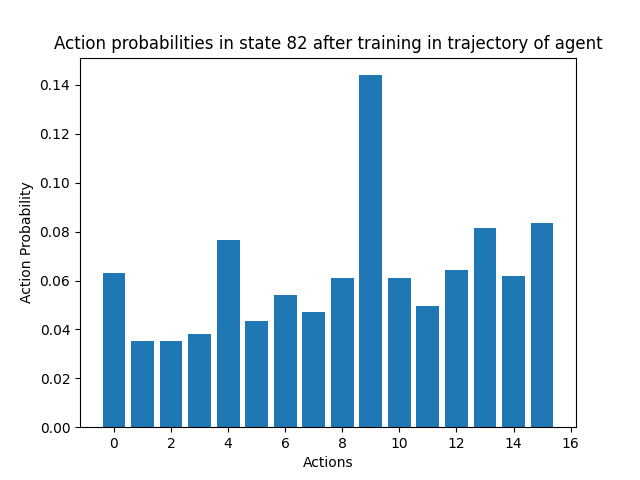 Action probabilities in state 82 after training in trajectory of agent
0.14
0.12
0.10
0.08
0.06
0.04
0.02
0.00
Action Probability
0 2 4 6 8 10 12 14 16
Actions